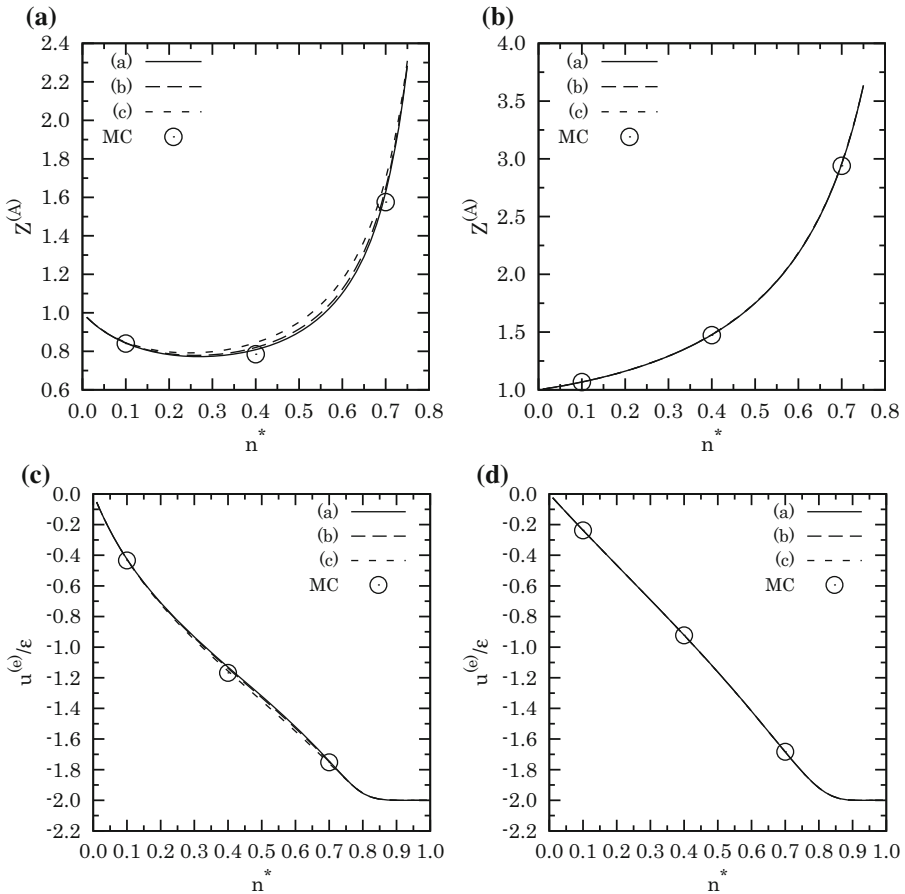 (a)
2.4
2.2
2.0
1.8
1.6
1.4
1.2
1.0
0.8
0.6
Z(A)
(a)
(b)
(c)
MC
0.0 0.1 0.2 0.3 0.4 0.5 0.6 0.7 0.8
n*
(b)
4.0
3.5
3.0
2.5
2.0
1.5
1.0
Z(A)
(a)
(b)
(c)
MC
0.0 0.1 0.2 0.3 0.4 0.5 0.6 0.7 0.8
n*
(c)
0.0
-0.2
-0.4
-0.6
-0.8
-1.0
-1.2
-1.4
-1.6
-1.8
-2.0
-2.2
u(e)/ε
(a)
(b)
(c)
MC
0.0 0.1 0.2 0.3 0.4 0.5 0.6 0.7 0.8 0.9 1.0
n*
(d)
0.0
-0.2
-0.4
-0.6
-0.8
-1.0
-1.2
-1.4
-1.6
-1.8
-2.0
-2.2
u(e)/ε
(a)
(b)
(c)
MC
0.0 0.1 0.2 0.3 0.4 0.5 0.6 0.7 0.8 0.9 1.0
n*